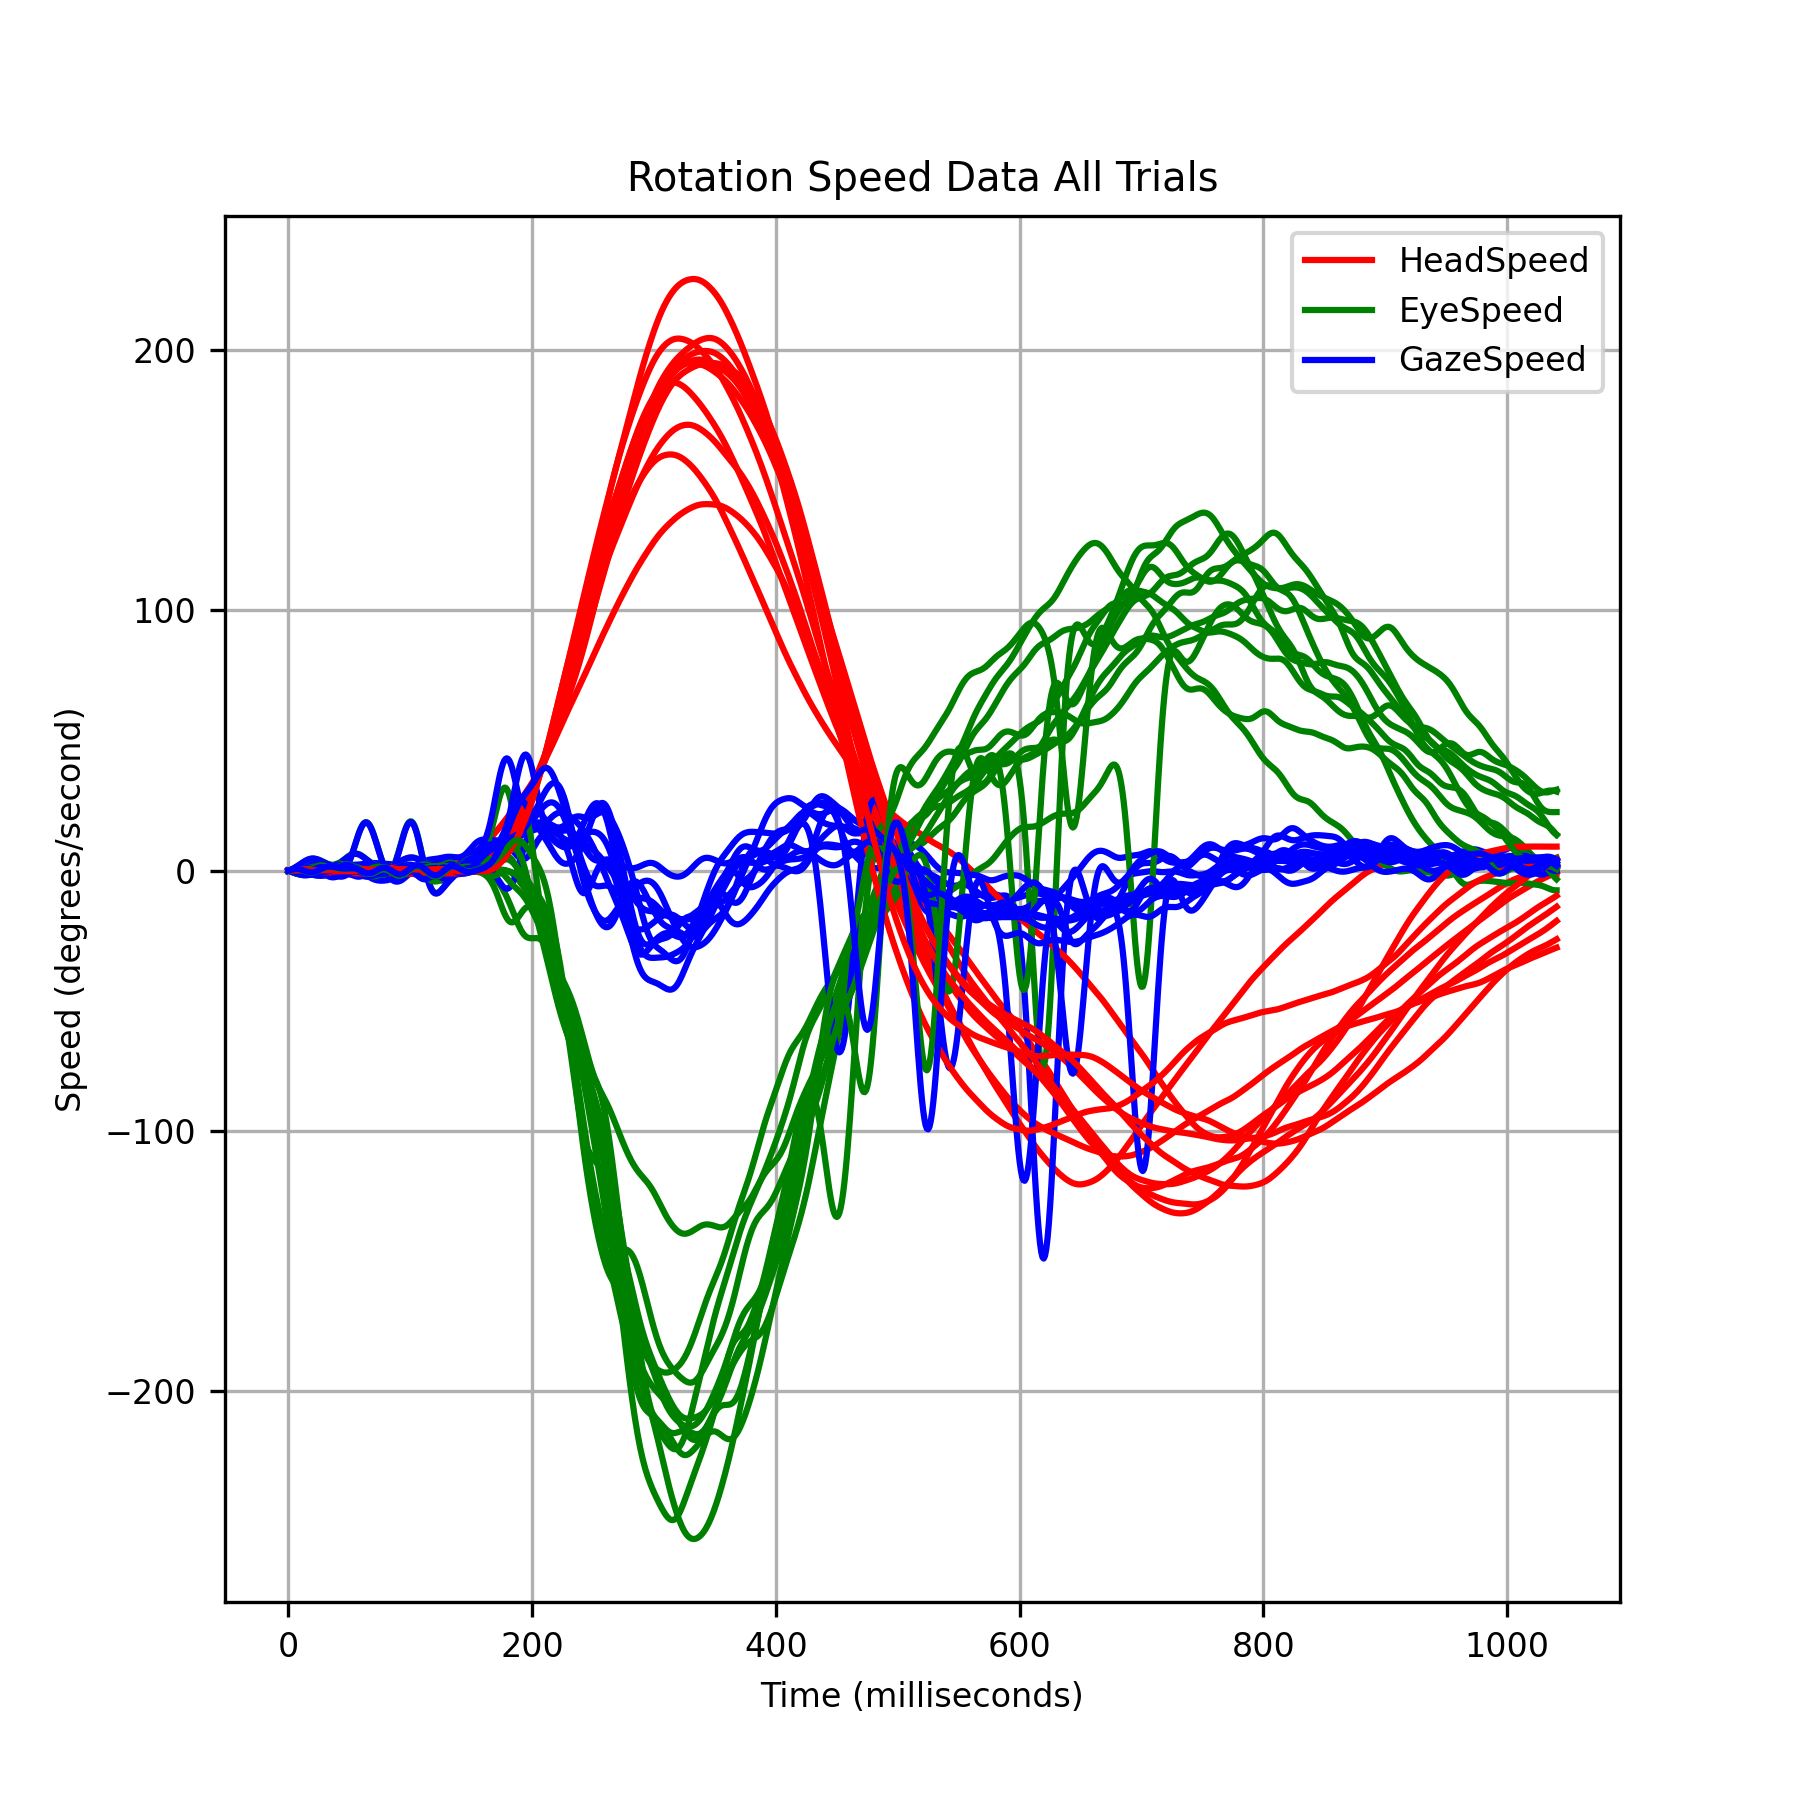 Rotation Speed Data All Trials
HeadSpeed
EyeSpeed
GazeSpeed
Speed (degrees/second)
200
100
0
−100
−200
0 200 400 600 800 1000
Time (milliseconds)